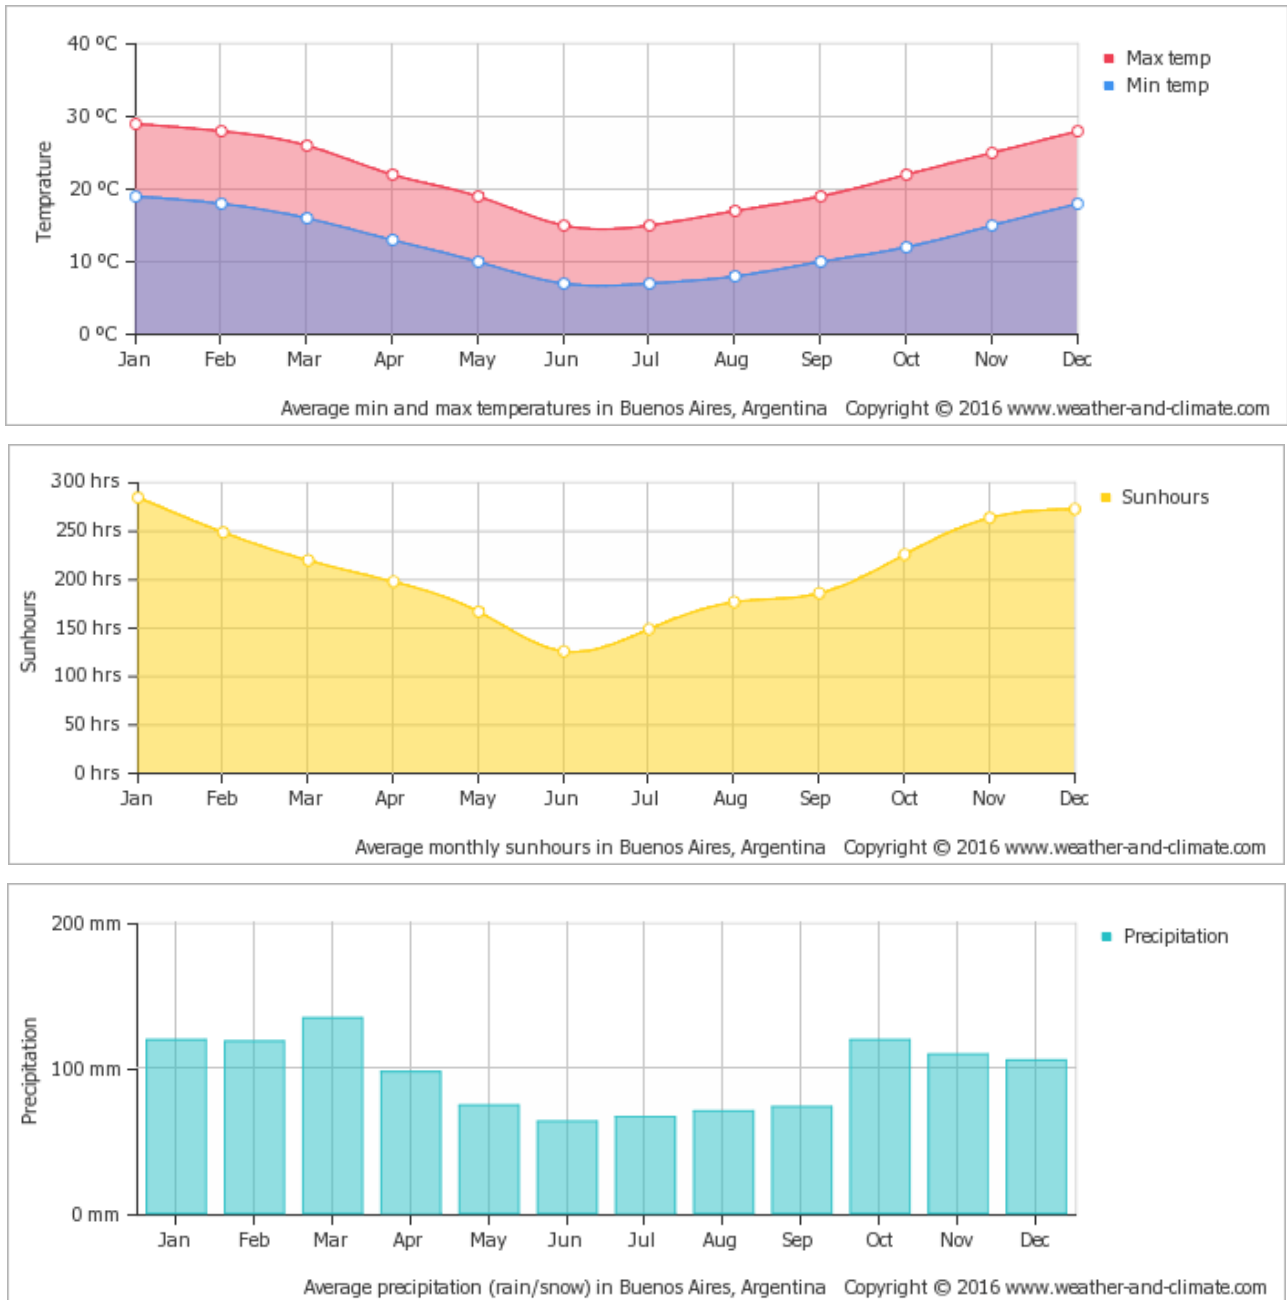 40 ºC
30 ºC
20 ºC
10 ºC
0 ºC
Temprature
Jan Feb Mar Apr May Jun Jul Aug Sep Oct Nov Dec
Max temp
Min temp
Average min and max temperatures in Buenos Aires, Argentina Copyright © 2016 www.weather-and-climate.com
300 hrs
250 hrs
200 hrs
150 hrs
100 hrs
50 hrs
0 hrs
Sunhours
Jan Feb Mar Apr May Jun Jul Aug Sep Oct Nov Dec
Sunhours
Average monthly sunhours in Buenos Aires, Argentina Copyright © 2016 www.weather-and-climate.com
200 mm
100 mm
0 mm
Precipitation
Jan Feb Mar Apr May Jun Jul Aug Sep Oct Nov Dec
Precipitation
Average precipitation (rain/snow) in Buenos Aires, Argentina Copyright © 2016 www.weather-and-climate.com